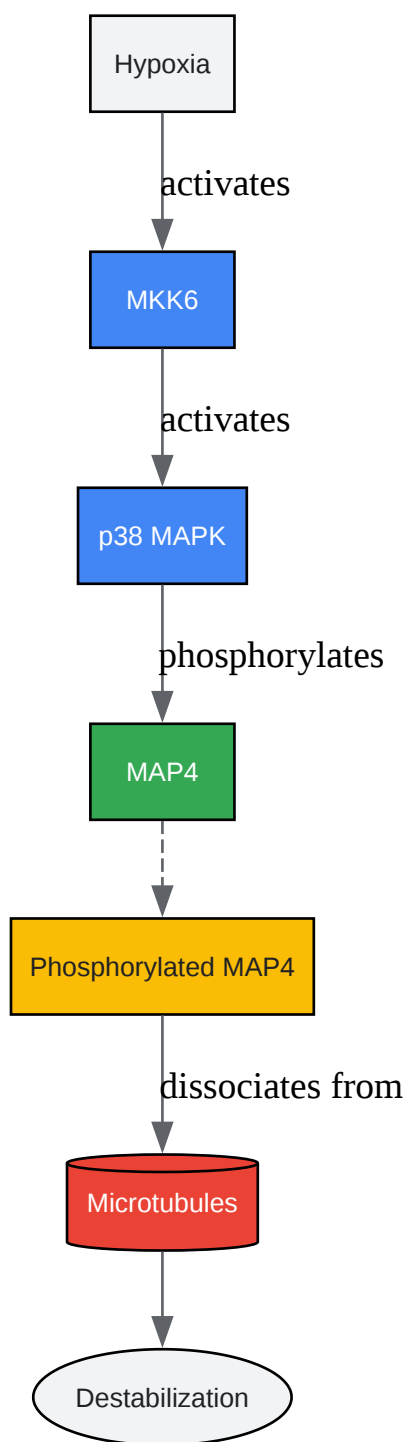 Hypoxia
activates
MKK6
activates
p38 MAPK
phosphorylates
MAP4
Phosphorylated MAP4
dissociates from
Microtubules
Destabilization